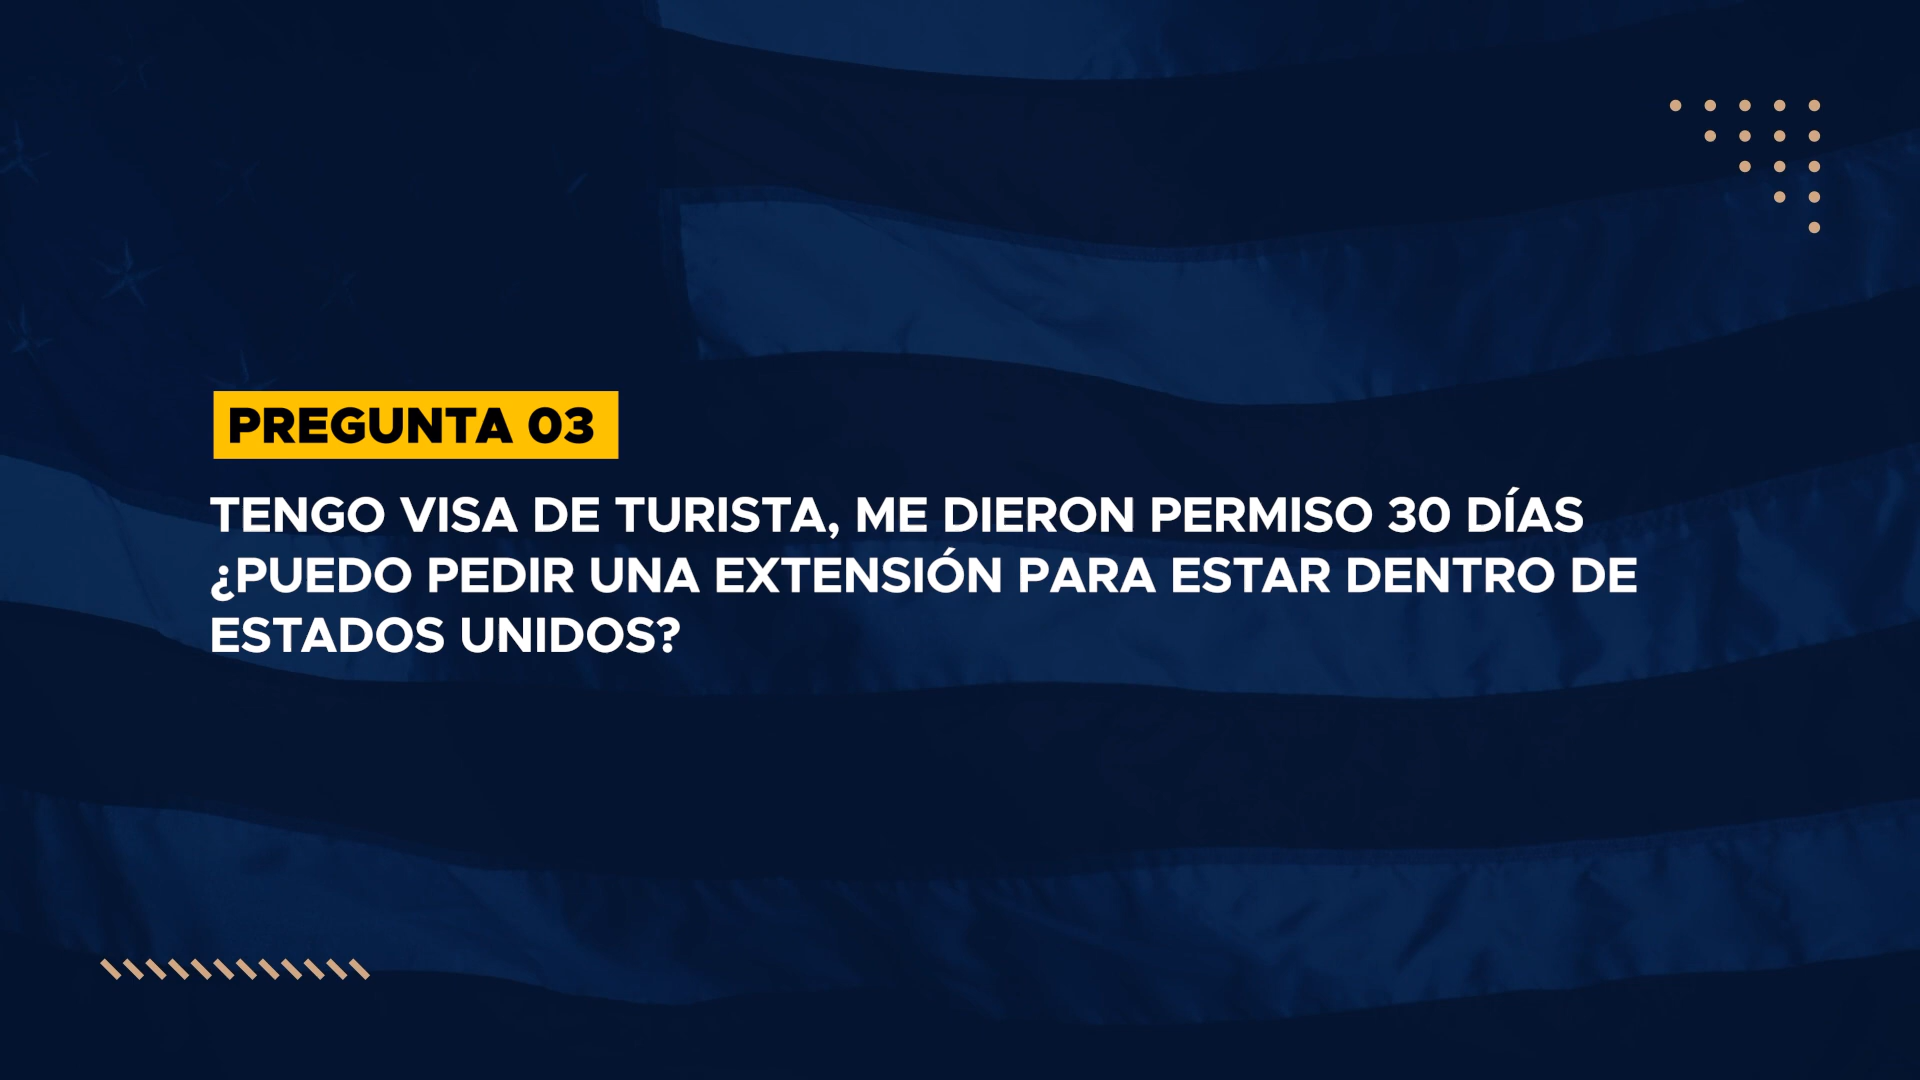 PREGUNTA 03
TENGO VISA DE TURISTA, ME DIERON PERMISO 30 DÍAS
¿PUEDO PEDIR UNA EXTENSIÓN PARA ESTAR DENTRO DE
ESTADOS UNIDOS?